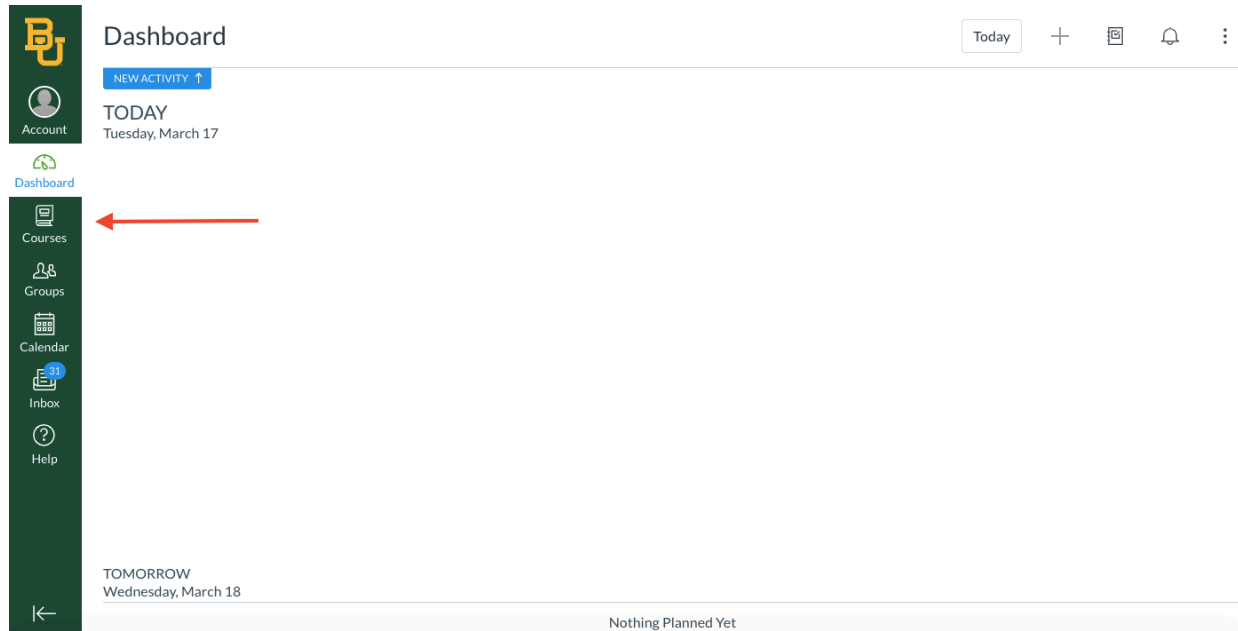 BU
Dashboard
Today
NEW ACTIVITY ↑
TODAY
Tuesday, March 17
Account
Dashboard
Courses
Groups
Calendar
31
Inbox
Help
TOMORROW
Wednesday, March 18
Nothing Planned Yet